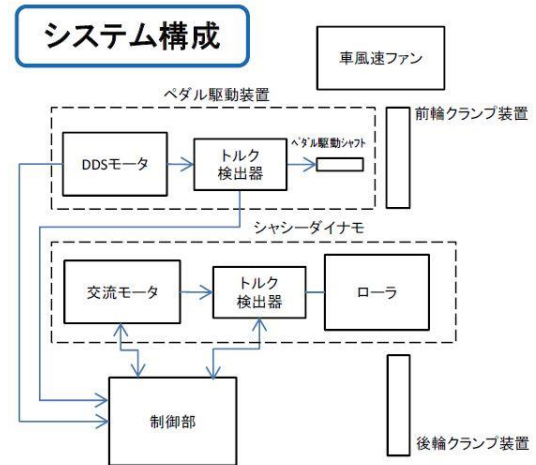 システム構成
車風速ファン
ペダル駆動装置
前輪クランプ装置
DDSモータ
トルク
検出器
ペダル駆動シャフト
シャシーダイナモ
交流モータ
トルク
検出器
ローラ
制御部
後輪クランプ装置